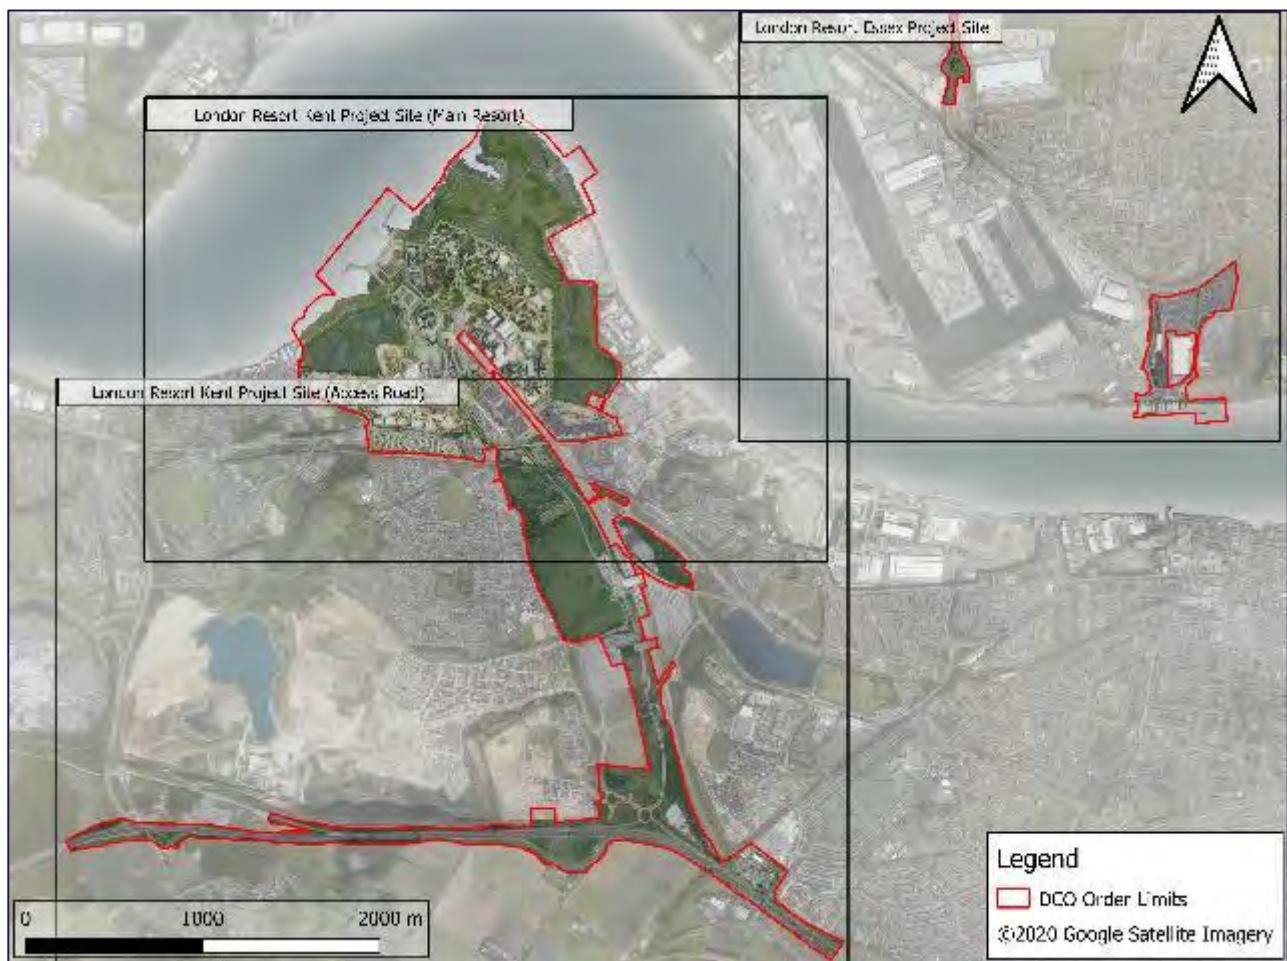 London Resort Essex Project Site
London Resort Kent Project Site (Main Resort)
London Resort Kent Project Site (Access Road)
Legend
DCO Order Limits
©2020 Google Satellite Imagery
0 1000 2000 m